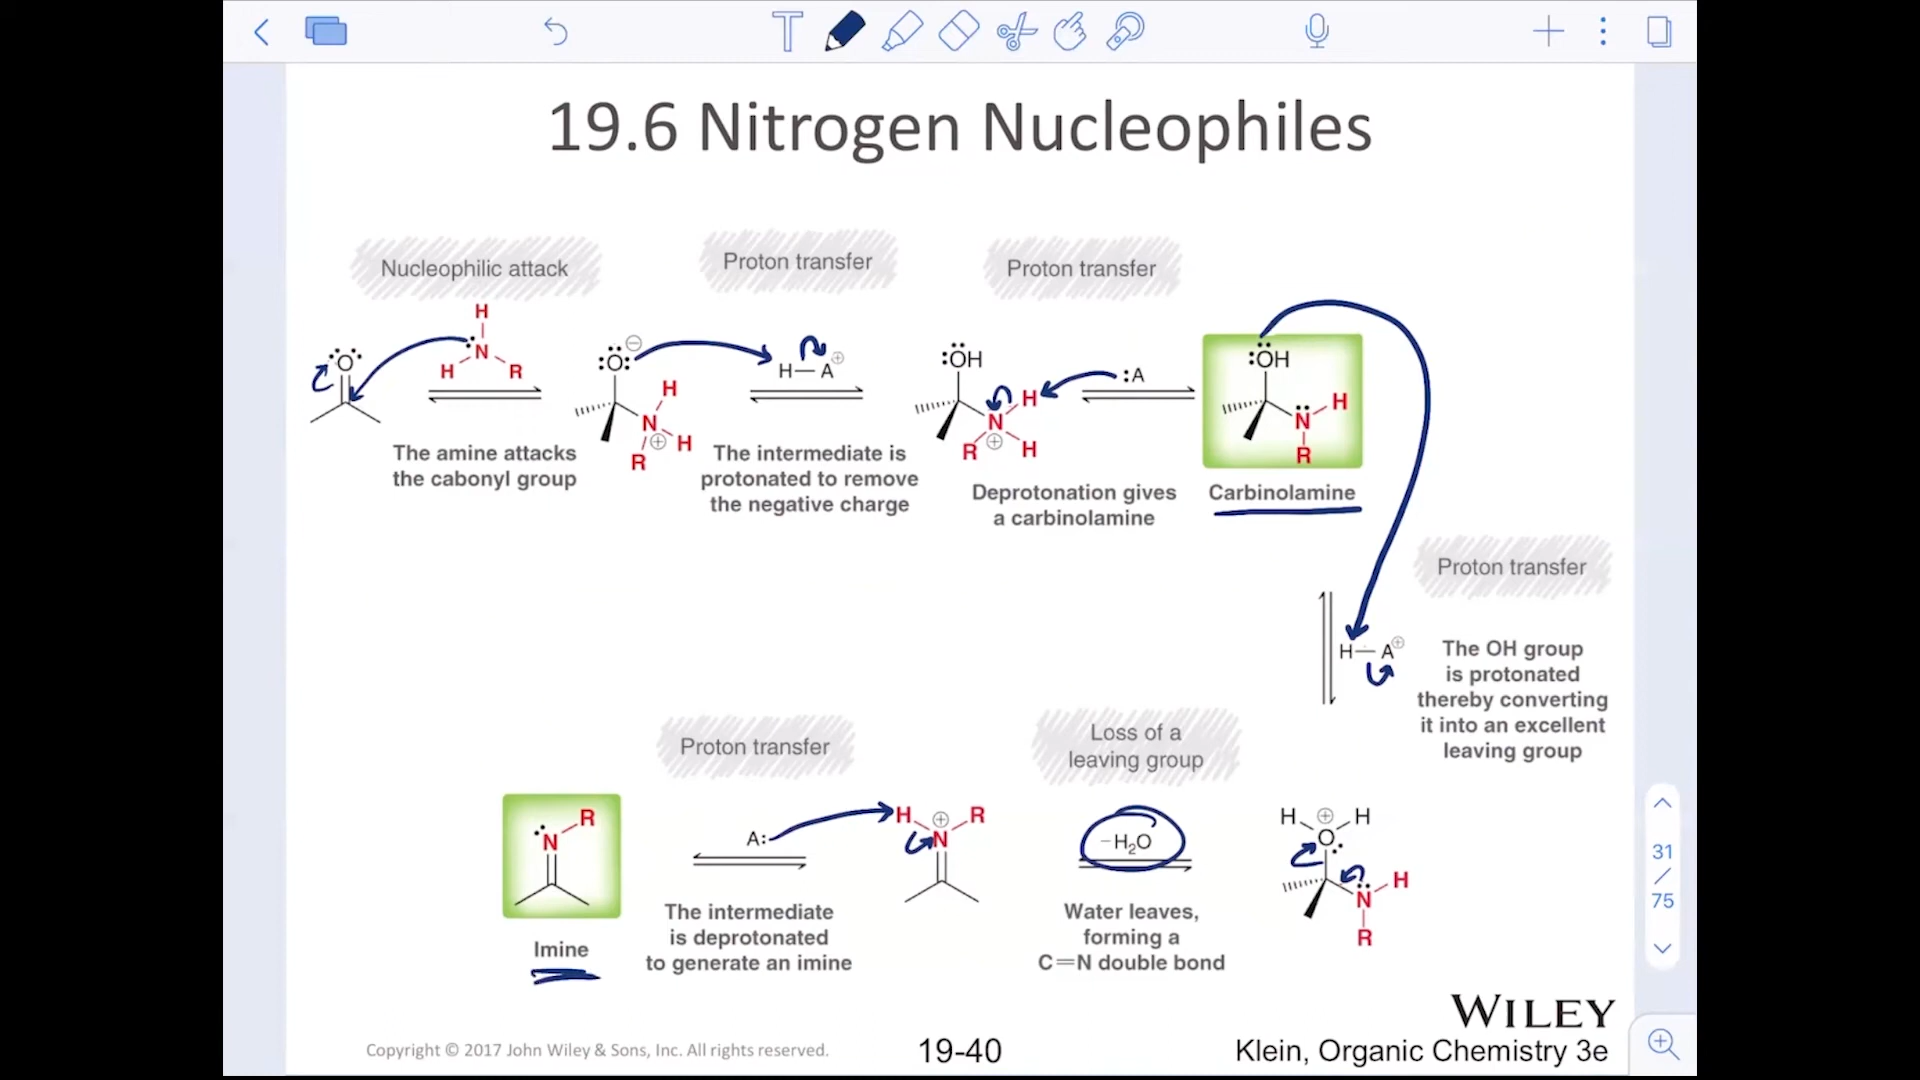 19.6 Nitrogen Nucleophiles
Nucleophilic attack
Proton transfer
Proton transfer
H
:N
H
R
:O:
:O:
⊖
H
N
⊕
H
R
H—A
⊕
:OH
H
N
R
⊕
H
:A
:OH
N
H
R
The amine attacks
the cabonyl group
The intermediate is
protonated to remove
the negative charge
Deprotonation gives
a carbinolamine
Carbinolamine
Proton transfer
H—A
⊕
The OH group
is protonated
thereby converting
it into an excellent
leaving group
Proton transfer
Loss of a
leaving group
R
N
A:
H
⊕
R
N
–H₂O
H
⊕
H
O:
N
H
R
The intermediate
is deprotonated
to generate an imine
Water leaves,
forming a
C=N double bond
Imine
31
/
75
WILEY
Copyright © 2017 John Wiley & Sons, Inc. All rights reserved.
19-40
Klein, Organic Chemistry 3e